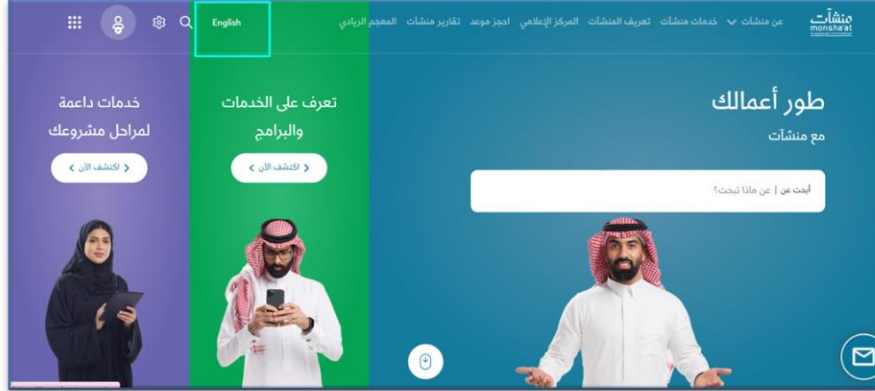 منشآت
monsha'at
عن منشآت
خدمات منشآت
تعريف المنشآت
المركز الإعلامي
احجز موعد
تقارير منشآت
المعجم الريادي
English
طور أعمالك
مع منشآت
أبحث عن | عن ماذا تبحث؟
تعرف على الخدمات
والبرامج
اكتشف الآن
خدمات داعمة
لمراحل مشروعك
اكتشف الآن